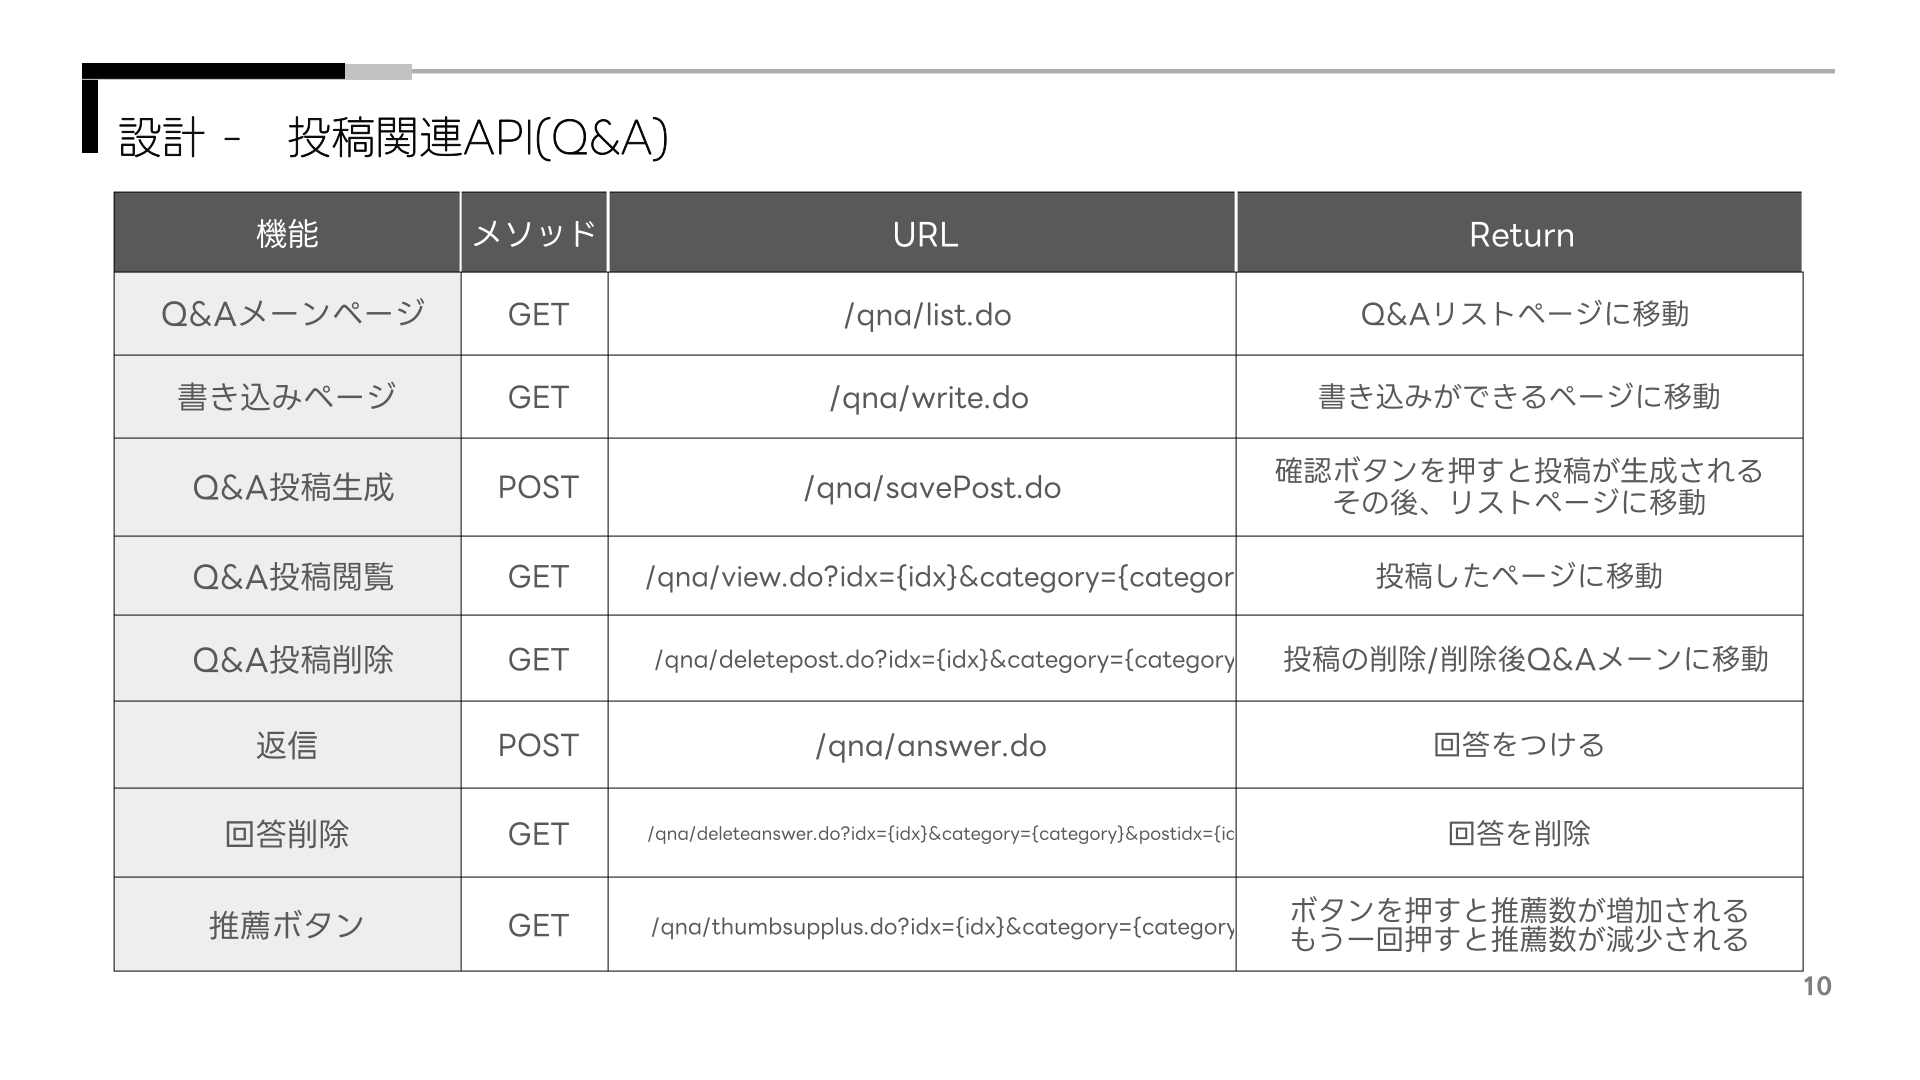 設計 -　投稿関連API(Q&A)
機能 メソッド URL Return
Q&Aメーンページ GET /qna/list.do Q&Aリストページに移動
書き込みページ GET /qna/write.do 書き込みができるページに移動
Q&A投稿生成 POST /qna/savePost.do 確認ボタンを押すと投稿が生成される
その後、リストページに移動
Q&A投稿閲覧 GET /qna/view.do?idx={idx}&category={categor 投稿したページに移動
Q&A投稿削除 GET /qna/deletepost.do?idx={idx}&category={category 投稿の削除/削除後Q&Aメーンに移動
返信 POST /qna/answer.do 回答をつける
回答削除 GET /qna/deleteanswer.do?idx={idx}&category={category}&postidx={ 回答を削除
推薦ボタン GET /qna/thumbsupplus.do?idx={idx}&category={category ボタンを押すと推薦数が増加される
もう一回押すと推薦数が減少される
10